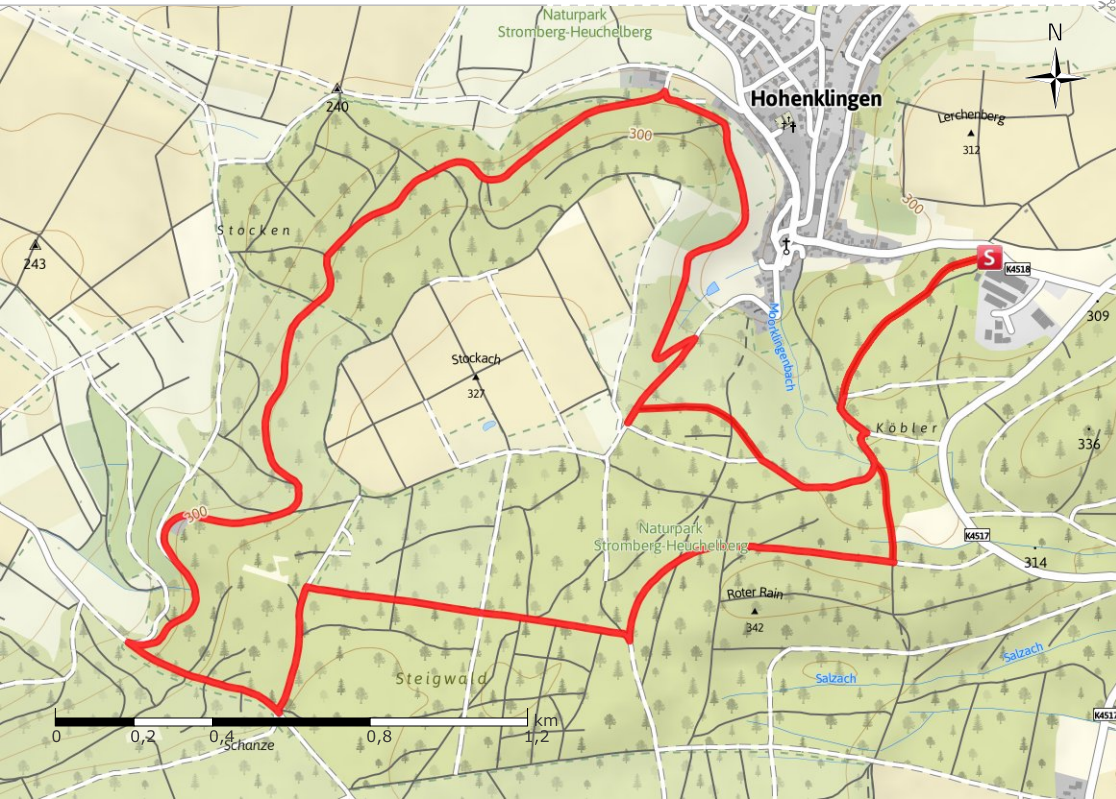 Naturpark
Stromberg-Heuchelberg
N
240
Hohenklingen
Lerchenberg
312
300
300
Stocken
243
S
K4518
309
Moorklingenbach
Stockach
327
Köbler
336
300
Naturpark
Stromberg-Heuchelberg
K4517
314
Roter Rain
342
Salzach
Salzach
Steigwald
K4517
km
0
0,2
0,4
0,8
1,2
Schanze